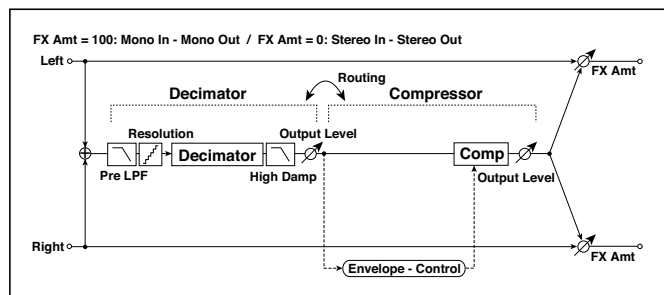 FX Amt = 100: Mono In - Mono Out / FX Amt = 0: Stereo In - Stereo Out
Left
FX Amt
Routing
Decimator
Compressor
Resolution
Output Level
Decimator
Comp
Pre LPF
High Damp
Output Level
Right
FX Amt
Envelope - Control